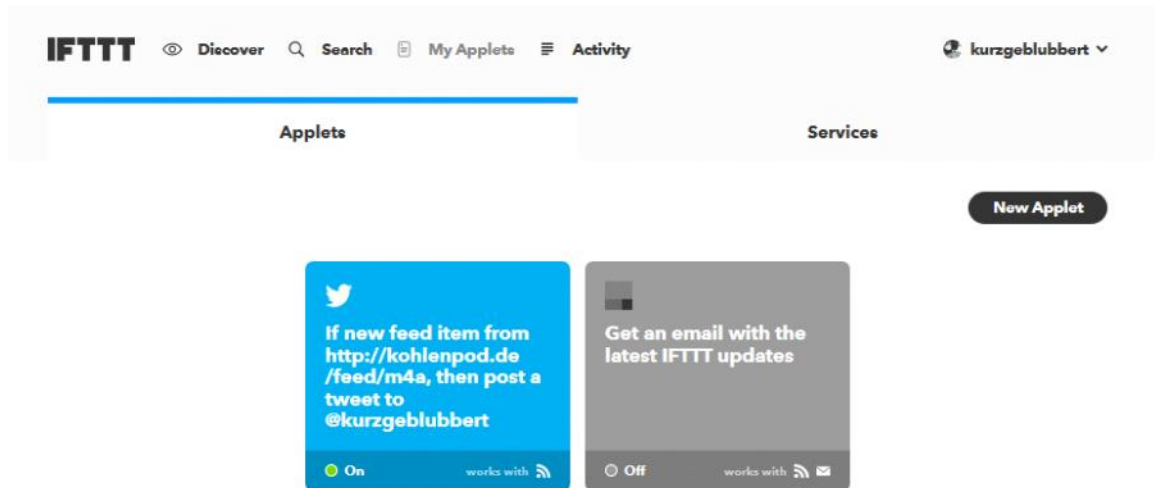 IFTTT Discover Search My Applets Activity kurzgeblubbert
Applets Services
New Applet
If new feed item from
http://kohlenpod.de
/feed/m4a, then post a
tweet to
@kurzgeblubbert
On works with
Get an email with the
latest IFTTT updates
Off works with